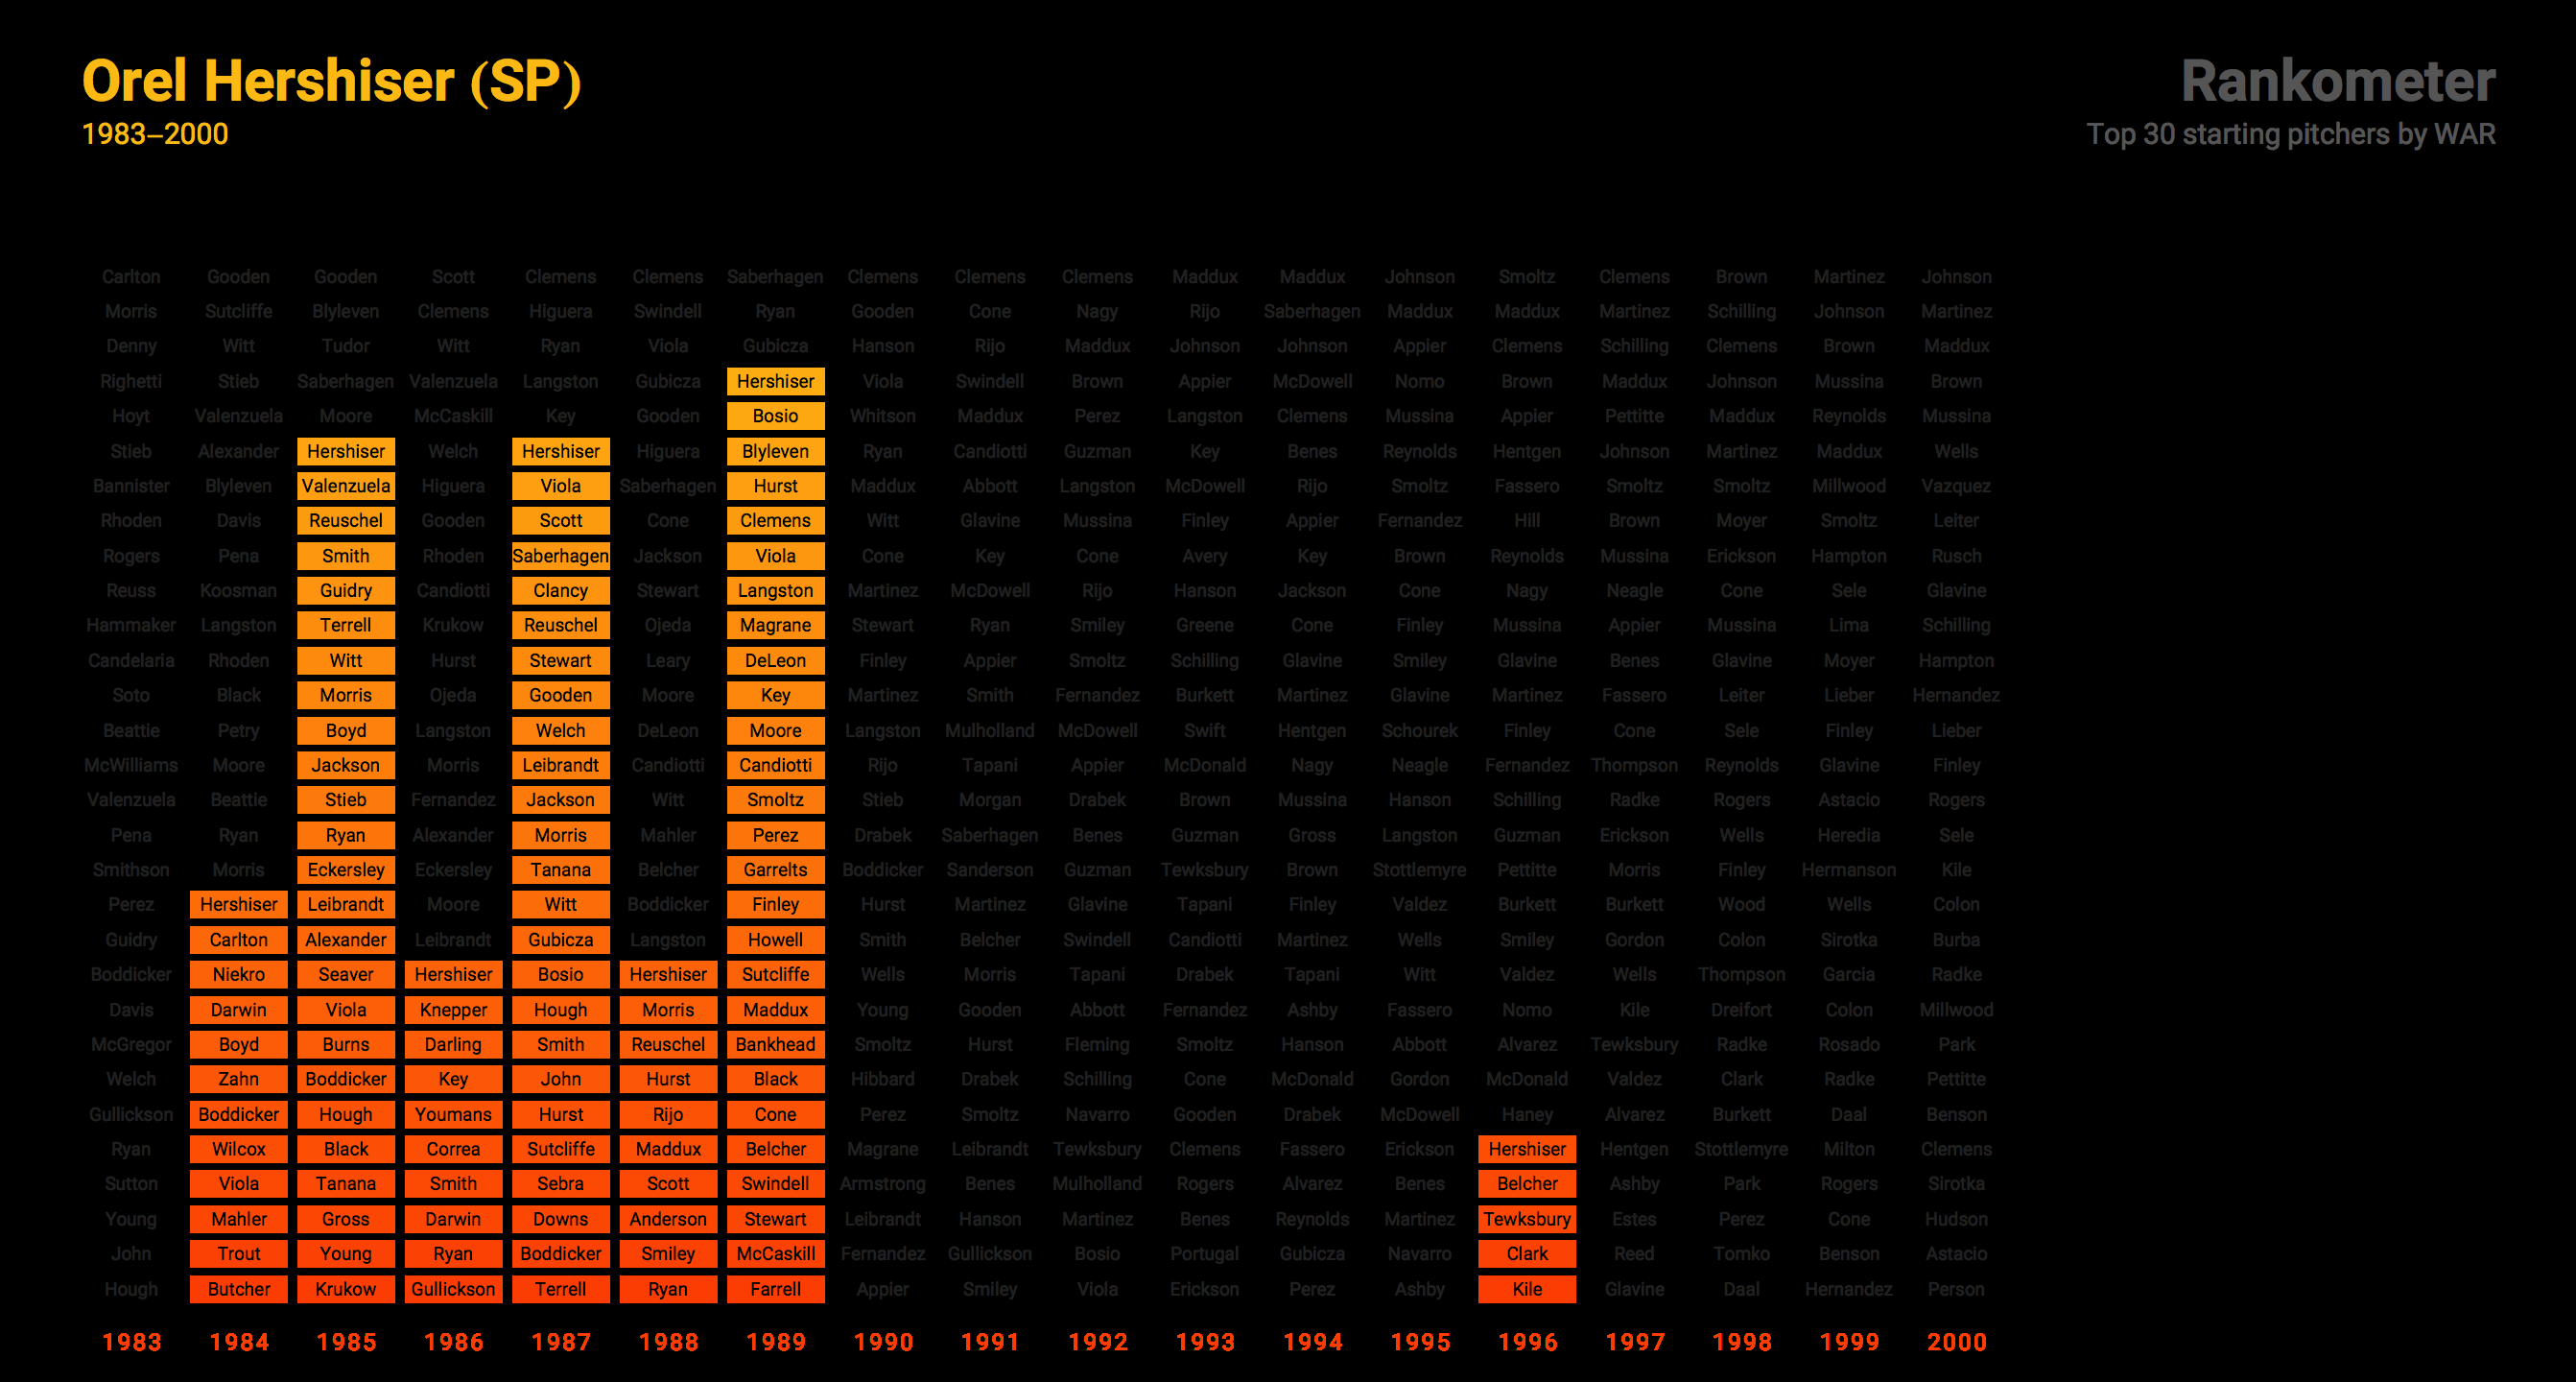 Orel Hershiser (SP)
1983–2000
Rankometer
Top 30 starting pitchers by WAR
Carlton Gooden Gooden Scott Clemens Clemens Saberhagen Clemens Clemens Clemens Maddux Maddux Johnson Smoltz Clemens Brown Martinez Johnson
Morris Sutcliffe Blyleven Clemens Higuera Swindell Ryan Gooden Cone Nagy Rijo Saberhagen Maddux Maddux Martinez Schilling Johnson Martinez
Denny Witt Tudor Witt Ryan Viola Gubicza Hanson Rijo Maddux Johnson Johnson Appier Clemens Schilling Clemens Brown Maddux
Righetti Stieb Saberhagen Valenzuela Langston Gubicza Hershiser Viola Swindell Brown Appier McDowell Nomo Brown Maddux Johnson Mussina Brown
Hoyt Valenzuela Moore McCaskill Key Gooden Bosio Whitson Maddux Perez Langston Clemens Mussina Appier Pettitte Maddux Reynolds Mussina
Stieb Alexander Hershiser Welch Hershiser Higuera Blyleven Ryan Candiotti Guzman Key Benes Reynolds Hentgen Johnson Martinez Maddux Wells
Bannister Blyleven Valenzuela Higuera Viola Saberhagen Hurst Maddux Abbott Langston McDowell Rijo Smoltz Fassero Smoltz Smoltz Millwood Vazquez
Rhoden Davis Reuschel Gooden Scott Cone Clemens Witt Glavine Mussina Finley Appier Fernandez Hill Brown Moyer Smoltz Leiter
Rogers Pena Smith Rhoden Saberhagen Jackson Viola Cone Key Cone Avery Key Brown Reynolds Mussina Erickson Hampton Rusch
Reuss Koosman Guidry Candiotti Clancy Stewart Langston Martinez McDowell Rijo Hanson Jackson Cone Nagy Neagle Cone Sele Glavine
Hammaker Langston Terrell Krukow Reuschel Ojeda Magrane Stewart Ryan Smiley Greene Cone Finley Mussina Appier Mussina Lima Schilling
Candelaria Rhoden Witt Hurst Stewart Leary DeLeon Finley Appier Smoltz Schilling Glavine Smiley Glavine Benes Glavine Moyer Hampton
Soto Black Morris Ojeda Gooden Moore Key Martinez Smith Fernandez Burkett Martinez Glavine Martinez Fassero Leiter Lieber Hernandez
Beattie Petry Boyd Langston Welch DeLeon Moore Langston Mulholland McDowell Swift Hentgen Schourek Finley Cone Sele Finley Lieber
McWilliams Moore Jackson Morris Leibrandt Candiotti Candiotti Rijo Tapani Appier McDonald Nagy Neagle Fernandez Thompson Reynolds Glavine Finley
Valenzuela Beattie Stieb Fernandez Jackson Witt Smoltz Stieb Morgan Drabek Brown Mussina Hanson Schilling Radke Rogers Astacio Rogers
Pena Ryan Ryan Alexander Morris Mahler Perez Drabek Saberhagen Benes Guzman Gross Langston Guzman Erickson Wells Heredia Sele
Smithson Morris Eckersley Eckersley Tanana Belcher Garrelts Boddicker Sanderson Guzman Tewksbury Brown Stottlemyre Pettitte Morris Finley Hermanson Kile
Perez Hershiser Leibrandt Moore Witt Boddicker Finley Hurst Martinez Glavine Tapani Finley Valdez Burkett Burkett Wood Wells Colon
Guidry Carlton Alexander Leibrandt Gubicza Langston Howell Smith Belcher Swindell Candiotti Martinez Wells Smiley Gordon Colon Sirotka Burba
Boddicker Niekro Seaver Hershiser Bosio Hershiser Sutcliffe Wells Morris Tapani Drabek Tapani Witt Valdez Wells Thompson Garcia Radke
Davis Darwin Viola Knepper Hough Morris Maddux Young Gooden Abbott Fernandez Ashby Fassero Nomo Kile Dreifort Colon Millwood
McGregor Boyd Burns Darling Smith Reuschel Bankhead Smoltz Hurst Fleming Smoltz Hanson Abbott Alvarez Tewksbury Radke Rosado Park
Welch Zahn Boddicker Key John Hurst Black Hibbard Drabek Schilling Cone McDonald Gordon McDonald Valdez Clark Radke Pettitte
Gullickson Boddicker Hough Youmans Hurst Rijo Cone Perez Smoltz Navarro Gooden Drabek McDowell Haney Alvarez Burkett Daal Benson
Ryan Wilcox Black Correa Sutcliffe Maddux Belcher Magrane Leibrandt Tewksbury Clemens Fassero Erickson Hershiser Hentgen Stottlemyre Milton Clemens
Sutton Viola Tanana Smith Sebra Scott Swindell Armstrong Benes Mulholland Rogers Alvarez Benes Belcher Ashby Park Rogers Sirotka
Young Mahler Gross Darwin Downs Anderson Stewart Leibrandt Hanson Martinez Benes Reynolds Martinez Tewksbury Estes Perez Cone Hudson
John Trout Young Ryan Boddicker Smiley McCaskill Fernandez Gullickson Bosio Portugal Gubicza Navarro Clark Reed Tomko Benson Astacio
Hough Butcher Krukow Gullickson Terrell Ryan Farrell Appier Smiley Viola Erickson Perez Ashby Kile Glavine Daal Hernandez Person
1983 1984 1985 1986 1987 1988 1989 1990 1991 1992 1993 1994 1995 1996 1997 1998 1999 2000